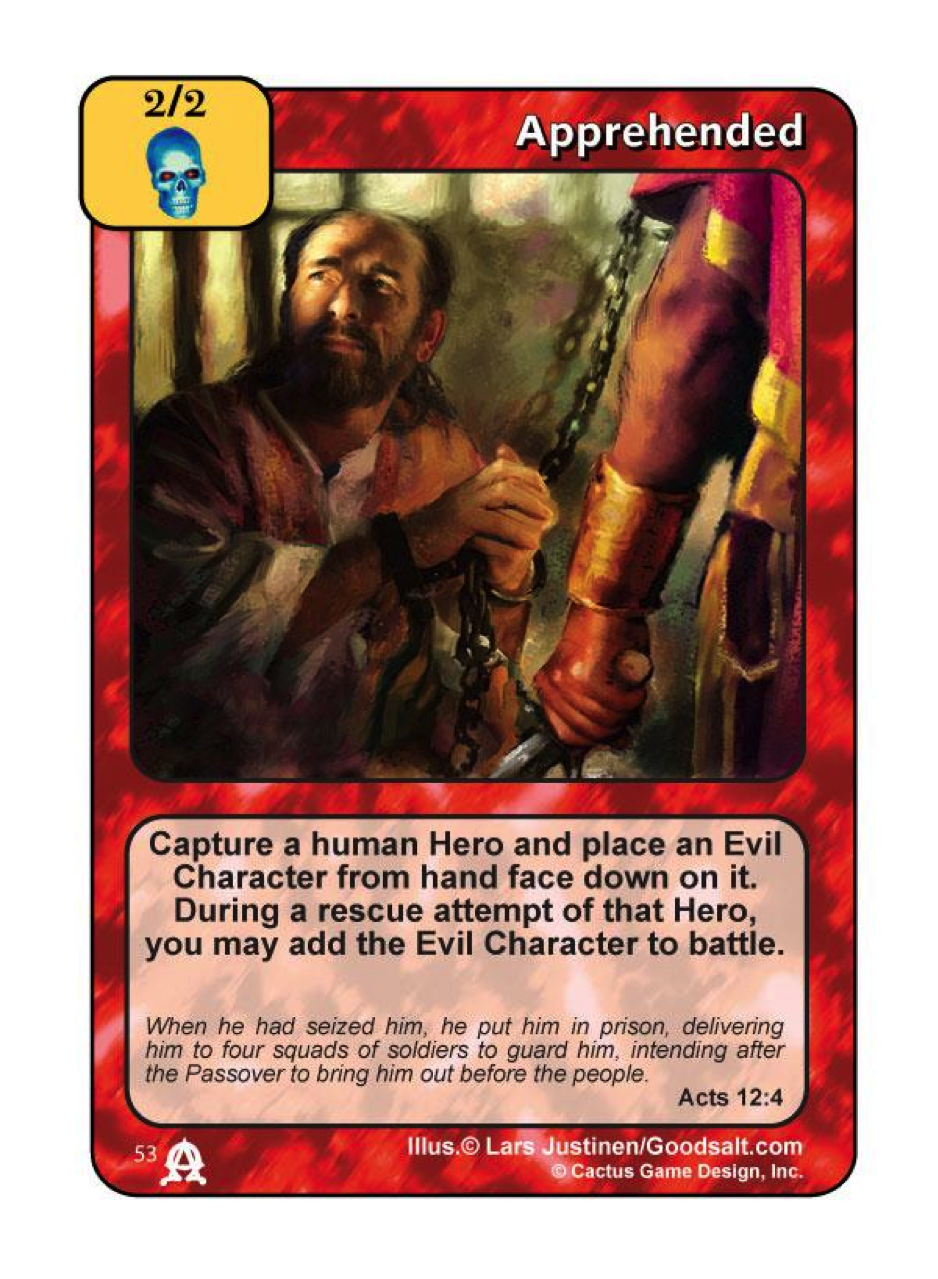 2/2
Apprehended
Capture a human Hero and place an Evil
Character from hand face down on it.
During a rescue attempt of that Hero,
you may add the Evil Character to battle.
When he had seized him, he put him in prison, delivering
him to four squads of soldiers to guard him, intending after
the Passover to bring him out before the people.
Acts 12:4
53
Illus.© Lars Justinen/Goodsalt.com
© Cactus Game Design, Inc.